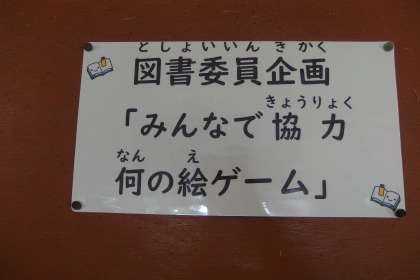 としょいいんきかく
図書委員企画
きょうりょく
「みんなで協力
なん え
何の絵ゲーム」